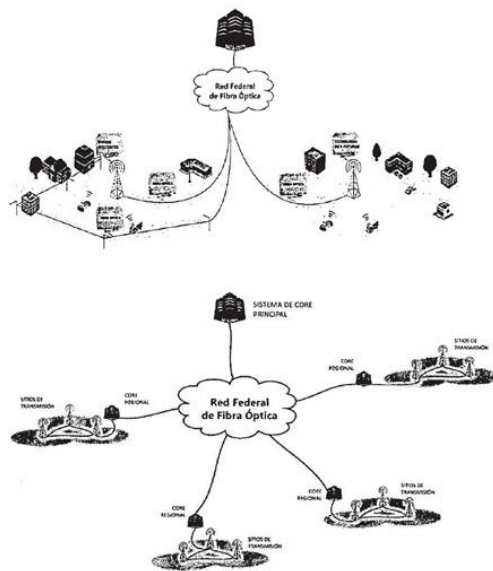 Red Federal
de Fibra Óptica
SISTEMA DE CORE
PRINCIPAL
CORE
REGIONAL
SITIOS DE
TRANSMISIÓN
SITIOS DE
TRANSMISIÓN
CORE
REGIONAL
Red Federal
de Fibra Óptica
CORE
REGIONAL
SITIOS DE
TRANSMISIÓN
CORE
REGIONAL
SITIOS DE
TRANSMISIÓN